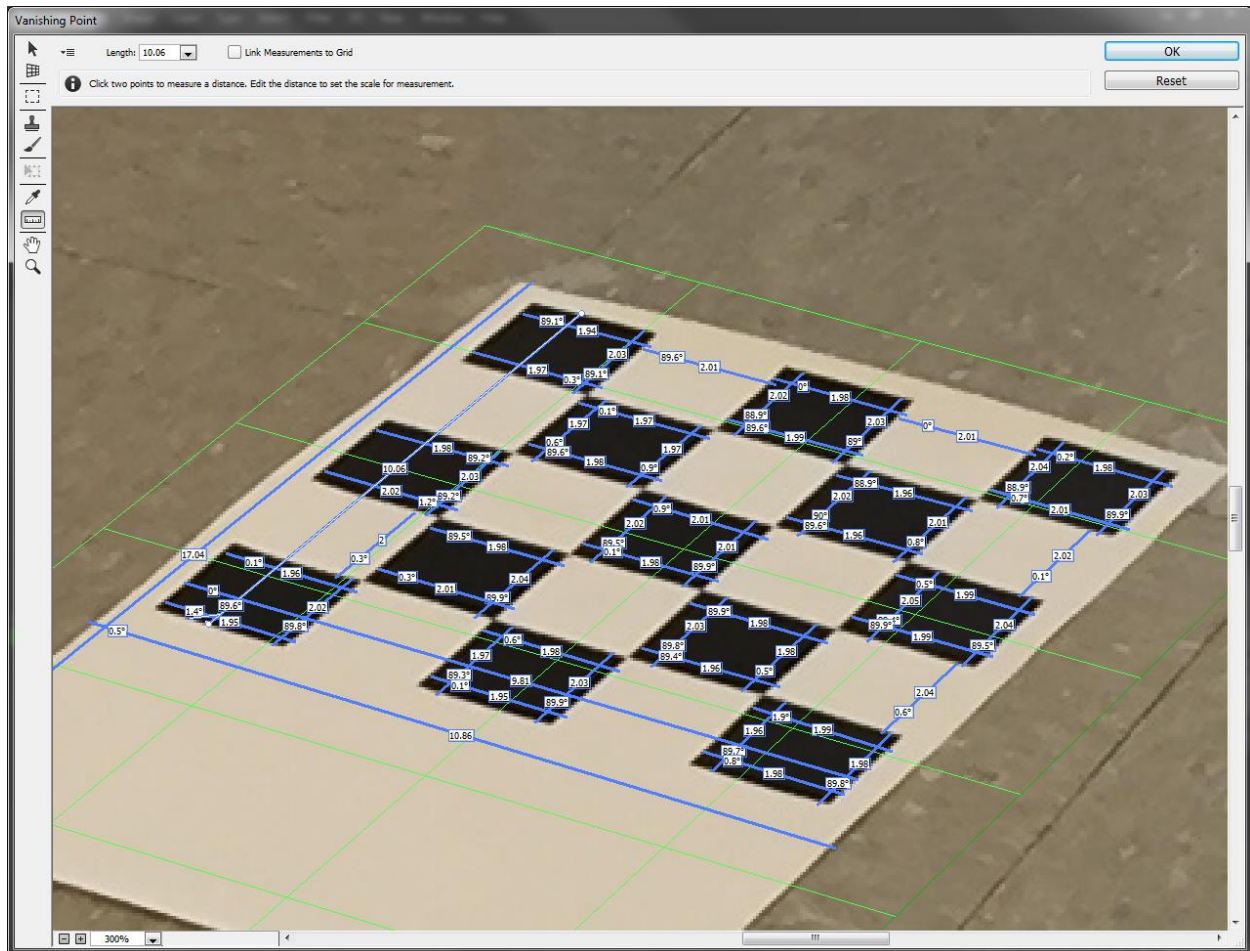 Vanishing Point
Length: 10.06
Link Measurements to Grid
OK
Click two points to measure a distance. Edit the distance to set the scale for measurement.
Reset
89.1° 1.94
2.03 89.6° 2.01
1.97 0.3° 89.1°
0° 2.02 1.98
0.1° 1.97 1.97
88.9° 89.6° 1.99 2.03 89° 0° 2.01
0.6° 89.6° 1.98 1.97 0.9°
1.98 89.2° 10.06 2.03
2.02 1.2° 89.2°
0.2° 2.04 1.98
88.9° 0.7° 2.01 2.03 89.9°
88.9° 2.02 1.96
90° 89.6° 1.96 2.01 0.8°
0.9° 2.02 2.01
89.5° 0.1° 1.98 2.01 89.9°
89.5° 1.98 2 0.3°
0.3° 2.01 2.04 89.9°
17.04 0.1° 1.96
0° 89.6° 1.4° 1.95 2.02 89.8°
2.02 0.1°
0.5° 2.05 1.99
89.9° 1.99 2.04 89.5°
89.9° 2.03 1.98
89.8° 89.4° 1.96 1.98 0.5°
0.5°
0.6° 1.97 1.98
89.3° 0.1° 9.81 1.95 2.03 89.9°
2.04 0.6°
1.9° 1.96 1.99
89.7° 0.8° 1.98 1.98 89.8°
10.86
300%